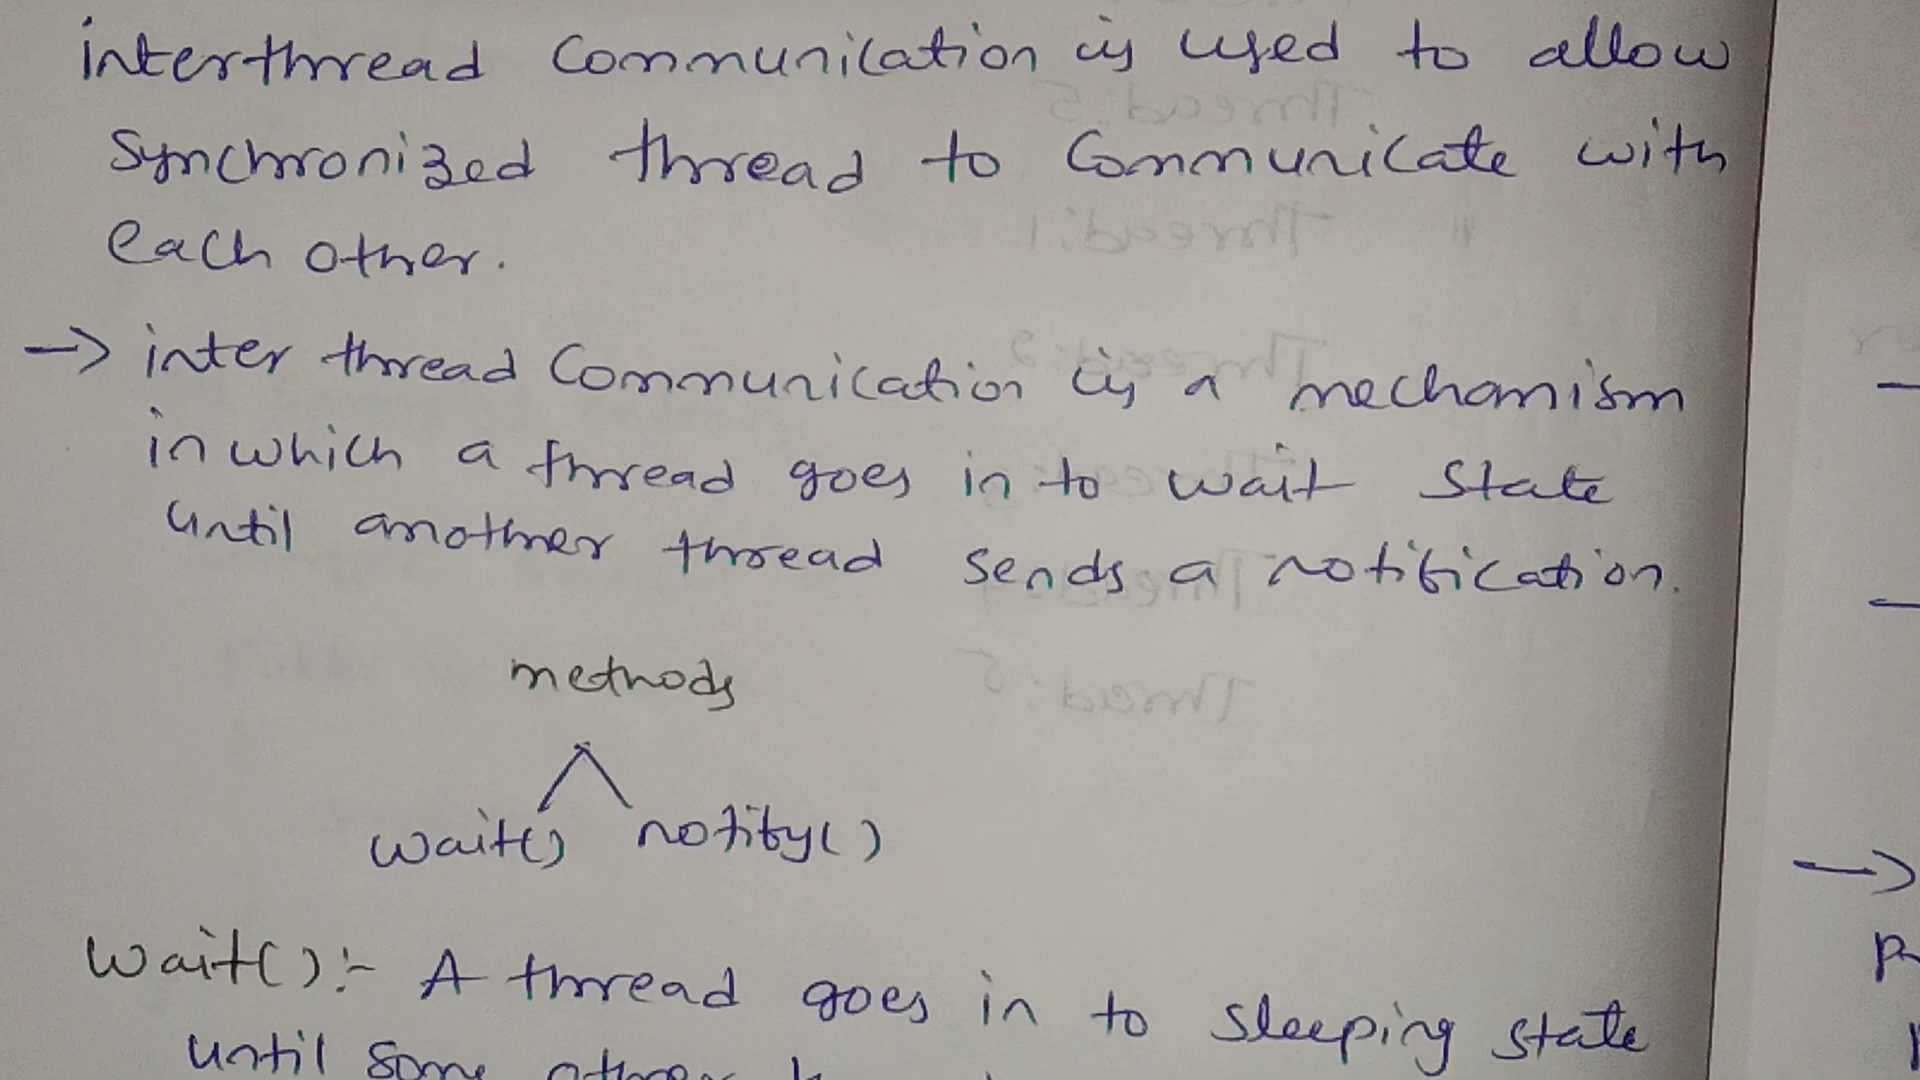 interthread Communication is used to allow
Synchronized thread to Communicate with
each other.
→ inter thread Communication is a mechanism
in which a thread goes in to wait state
until another thread sends a notification.
methods
wait() notify()
wait():- A thread goes in to sleeping state
until some other